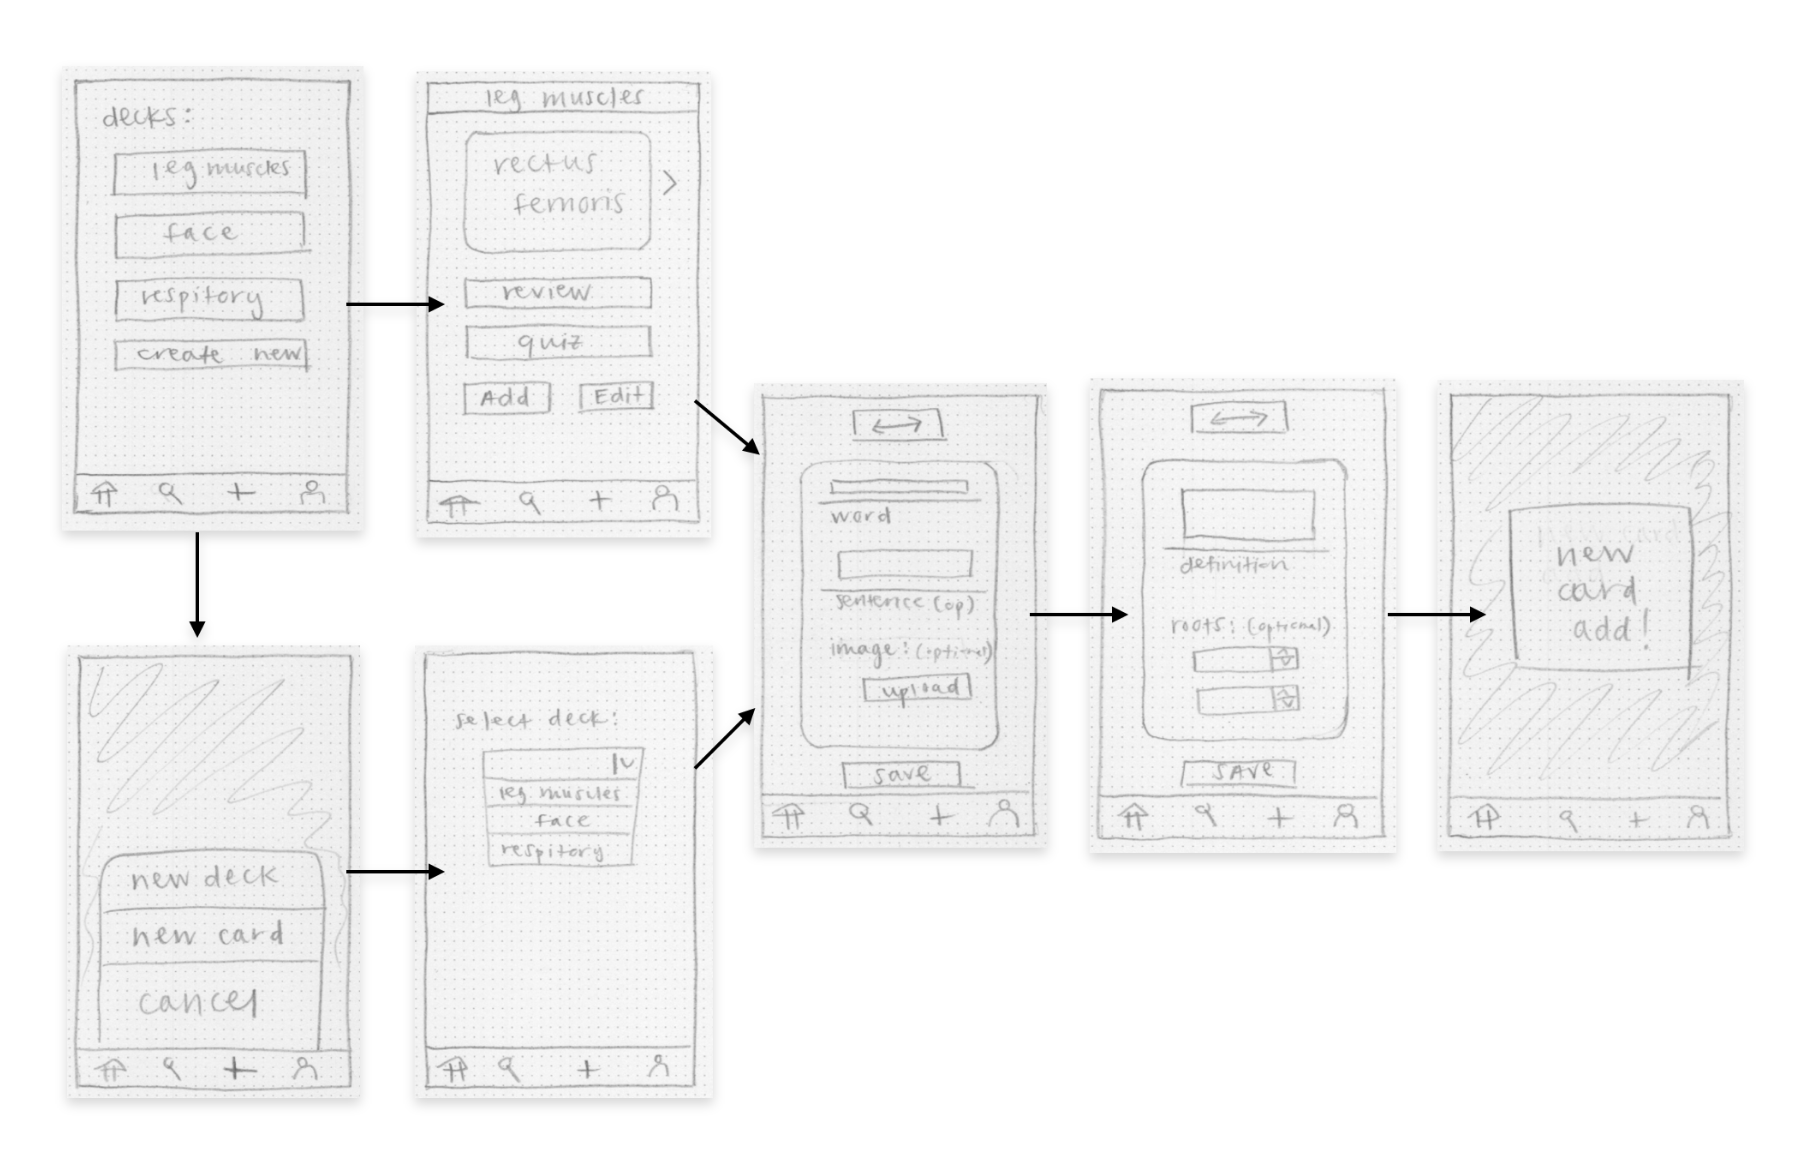 decks:
leg muscles
face
respitory
create new
leg muscles
rectus
femoris
review
quiz
Add
Edit
new deck
new card
cancel
select deck:
leg muscles
face
respitory
word
sentence (op)
image: (optional)
upload
save
definition
roots: (optional)
SAVE
new
card
add!